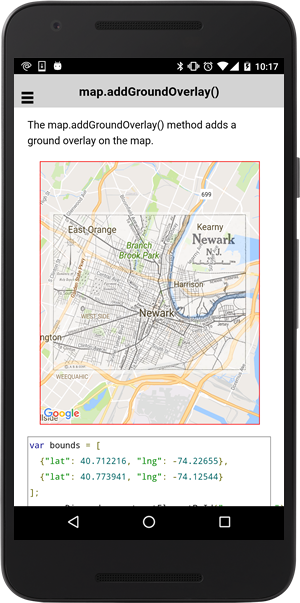 10:17
map.addGroundOverlay()
The map.addGroundOverlay() method adds a
ground overlay on the map.
699
East Orange
Kearny
Newark
N. J.
Branch
Brook Park
Harrison
Newark
WEST SIDE
ngton
WEEQUAHIC
llside
Google
var bounds = [
{"lat": 40.712216, "lng": -74.22655},
{"lat": 40.773941, "lng": -74.12544}
];